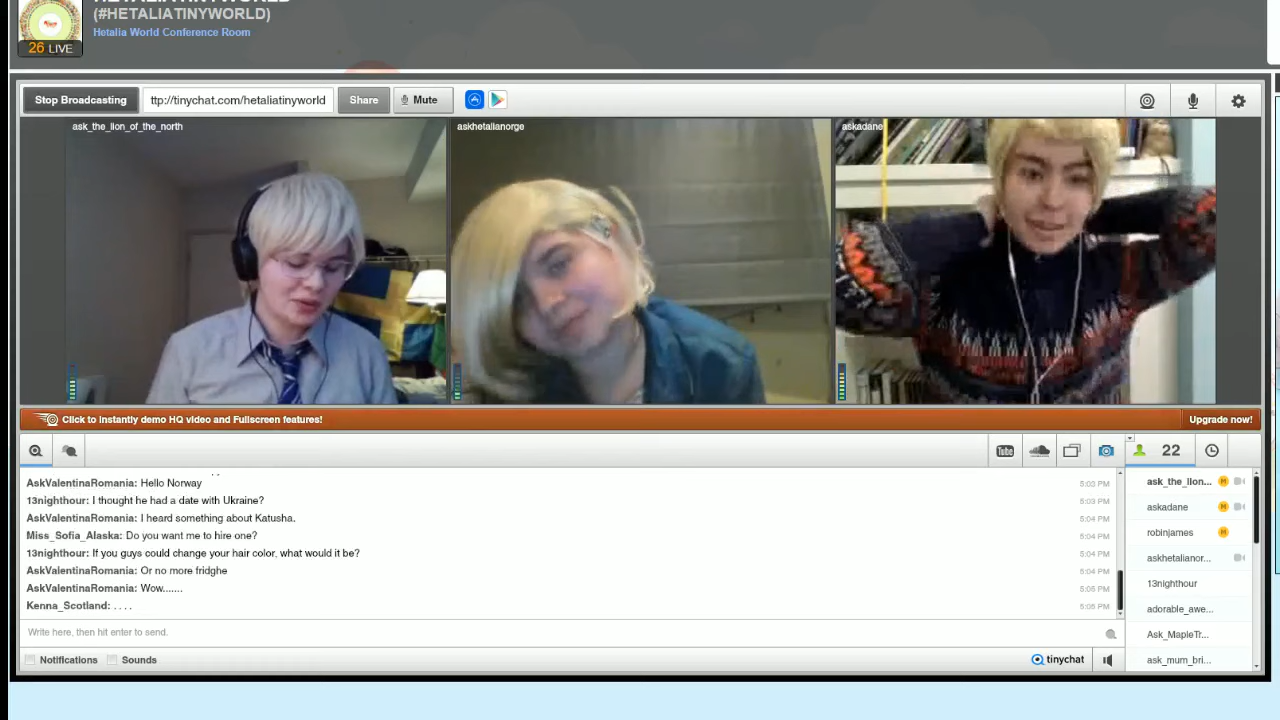 HETALIATINYWORLD
(#HETALIATINYWORLD)
Hetalia World Conference Room
26 LIVE
Stop Broadcasting
ttp://tinychat.com/hetaliatinyworld
Share
Mute
ask_the_lion_of_the_north
askhetalianorge
askadane
Click to instantly demo HQ video and Fullscreen features!
Upgrade now!
You Tube
22
AskValentinaRomania: Hello Norway 5:03 PM
13nighthour: I thought he had a date with Ukraine? 5:03 PM
AskValentinaRomania: I heard something about Katusha. 5:04 PM
Miss_Sofia_Alaska: Do you want me to hire one? 5:04 PM
13nighthour: If you guys could change your hair color, what would it be? 5:04 PM
AskValentinaRomania: Or no more fridghe 5:04 PM
AskValentinaRomania: Wow....... 5:05 PM
Kenna_Scotland: . . . . 5:05 PM
ask_the_lion... M
askadane M
robinjames M
askhetalianor...
13nighthour
adorable_awe...
Ask_MapleTr...
ask_mum_bri...
Write here, then hit enter to send.
Notifications
Sounds
tinychat